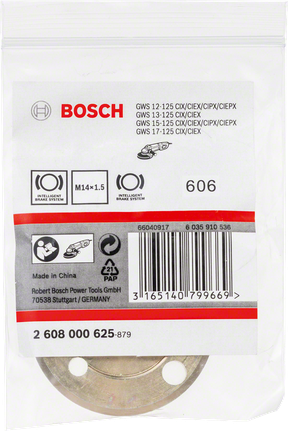 BOSCH
GWS 12-125 CIX/CIEX/CIPX/CIEPX
GWS 13-125 CIX/CIEX
GWS 15-125 CIX/CIEX/CIPX/CIEPX
GWS 17-125 CIX/CIEX
INTELLIGENT
BRAKE SYSTEM
M14×1.5
INTELLIGENT
BRAKE SYSTEM
606
66040917 6 035 910 536
Made in China
21
PAP
Robert Bosch Power Tools GmbH
70538 Stuttgart / GERMANY
3 165140 799669 >
2 608 000 625-879